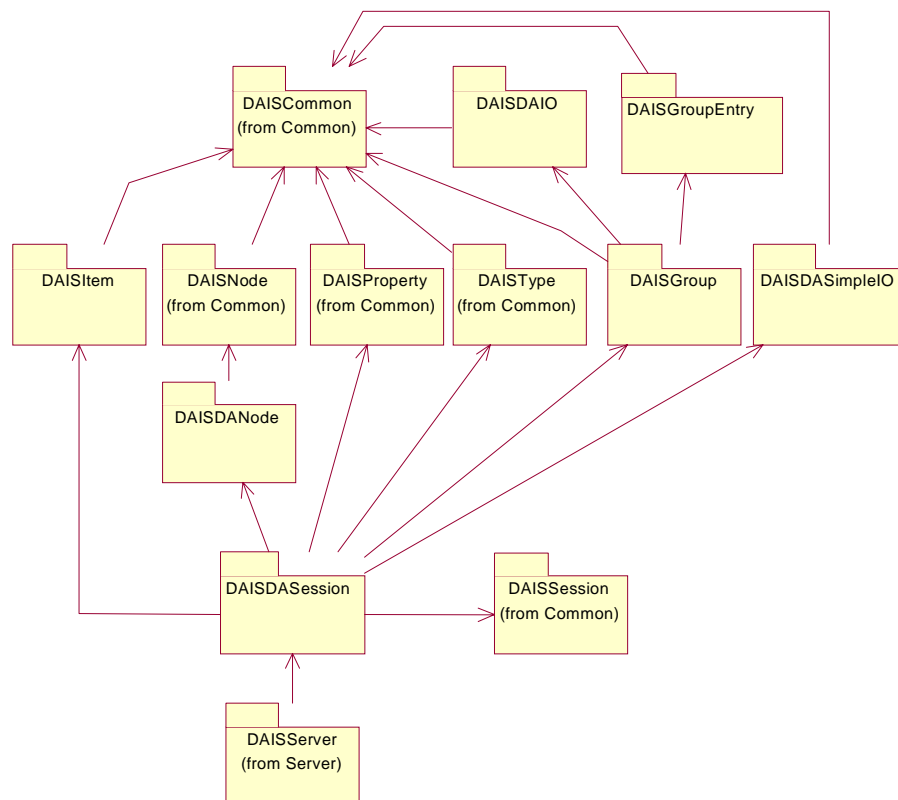 DAISCommon
(from Common)
DAISDAIO
DAISGroupEntry
DAISItem
DAISNode
(from Common)
DAISProperty
(from Common)
DAISType
(from Common)
DAISGroup
DAISDASimpleIO
DAISDANode
DAISDASession
DAISSession
(from Common)
DAISServer
(from Server)